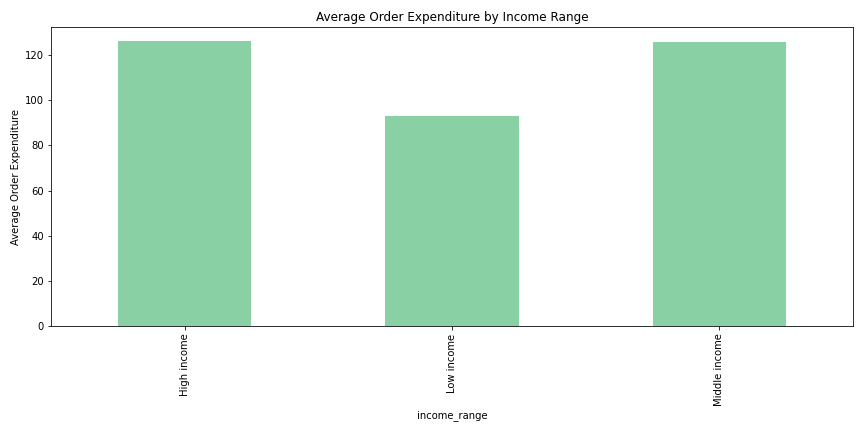 Average Order Expenditure by Income Range
Average Order Expenditure
120
100
80
60
40
20
0
High income
Low income
Middle income
income_range